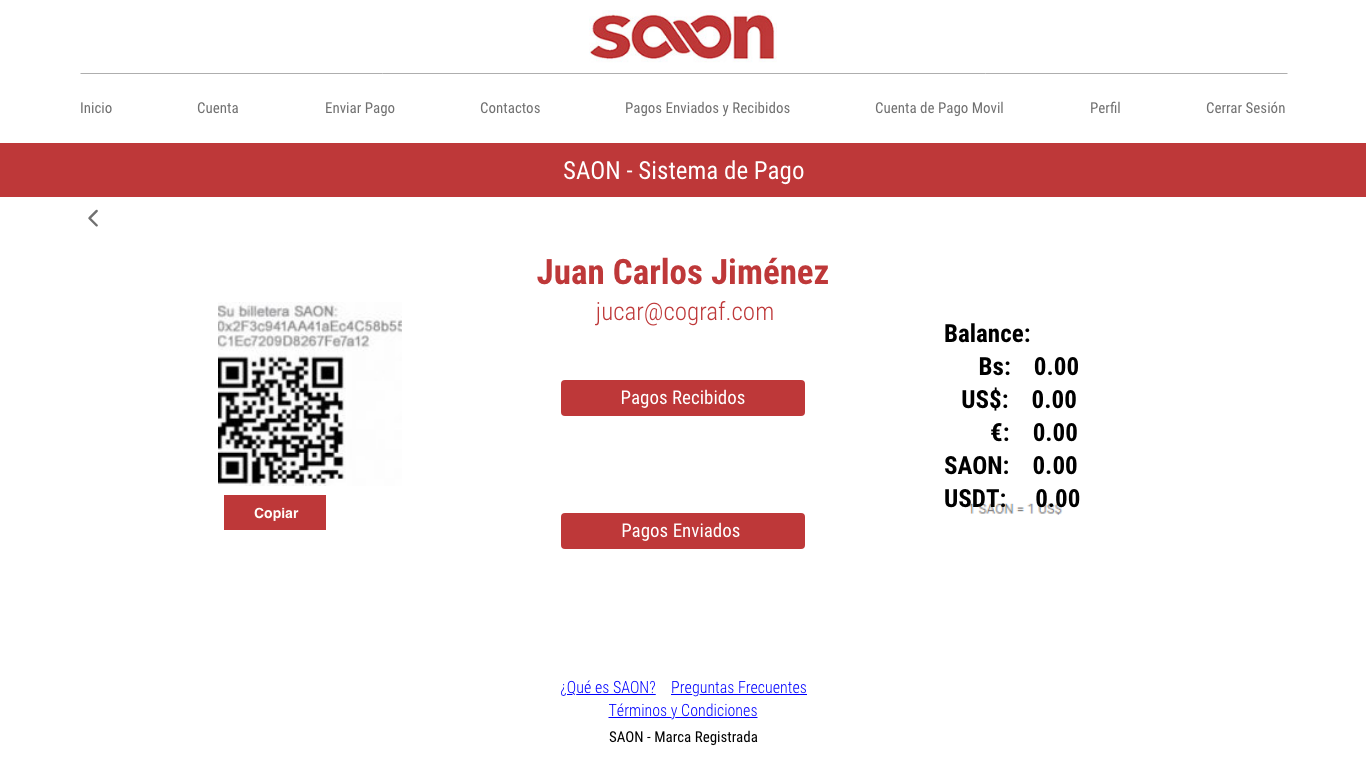 saon
Inicio Cuenta Enviar Pago Contactos Pagos Enviados y Recibidos Cuenta de Pago Movil Perfil Cerrar Sesión
SAON - Sistema de Pago
Juan Carlos Jiménez
jucar@cograf.com
Su billetera SAON:
0x2F3c941AA41aEc4C58b55
C1Ec7209D8267Fe7a12
Copiar
Pagos Recibidos
Pagos Enviados
Balance:
Bs: 0.00
US$: 0.00
€: 0.00
SAON: 0.00
USDT: 0.00
1 SAON = 1 US$
¿Qué es SAON? Preguntas Frecuentes
Términos y Condiciones
SAON - Marca Registrada